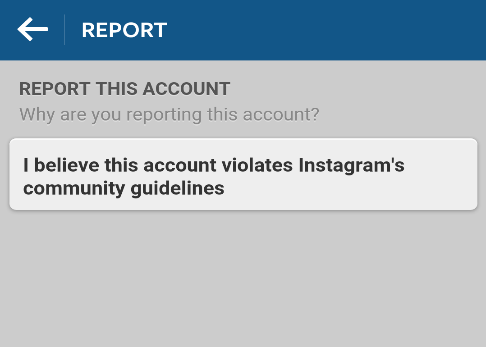 REPORT
REPORT THIS ACCOUNT
Why are you reporting this account?
I believe this account violates Instagram's
community guidelines